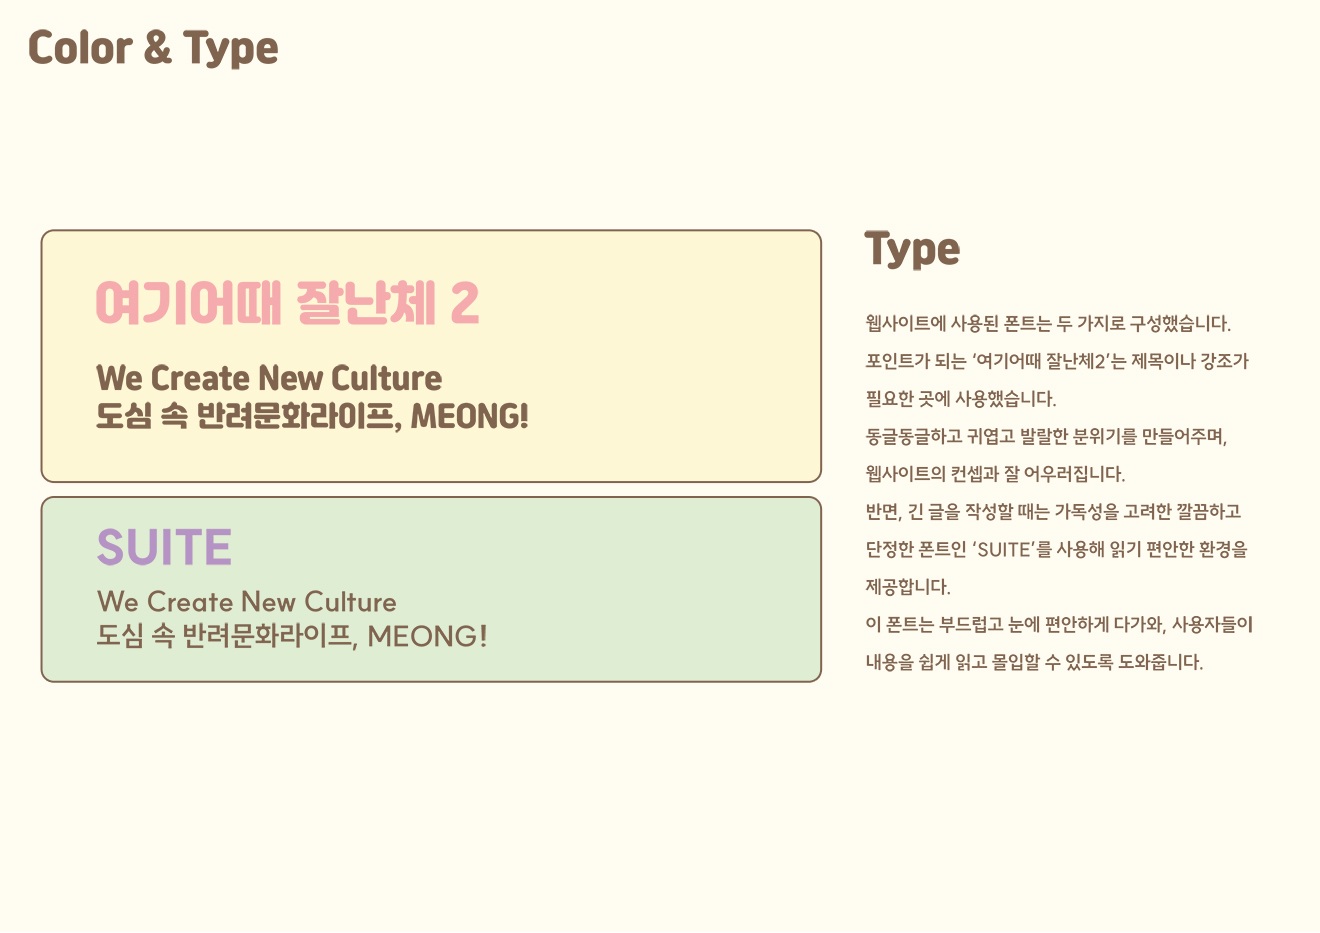 Color & Type
여기어때 잘난체 2
We Create New Culture
도심 속 반려문화라이프, MEONG!
SUITE
We Create New Culture
도심 속 반려문화라이프, MEONG!
Type
웹사이트에 사용된 폰트는 두 가지로 구성했습니다.
포인트가 되는 ‘여기어때 잘난체2’는 제목이나 강조가
필요한 곳에 사용했습니다.
동글동글하고 귀엽고 발랄한 분위기를 만들어주며,
웹사이트의 컨셉과 잘 어우러집니다.
반면, 긴 글을 작성할 때는 가독성을 고려한 깔끔하고
단정한 폰트인 ‘SUITE’를 사용해 읽기 편안한 환경을
제공합니다.
이 폰트는 부드럽고 눈에 편안하게 다가와, 사용자들이
내용을 쉽게 읽고 몰입할 수 있도록 도와줍니다.